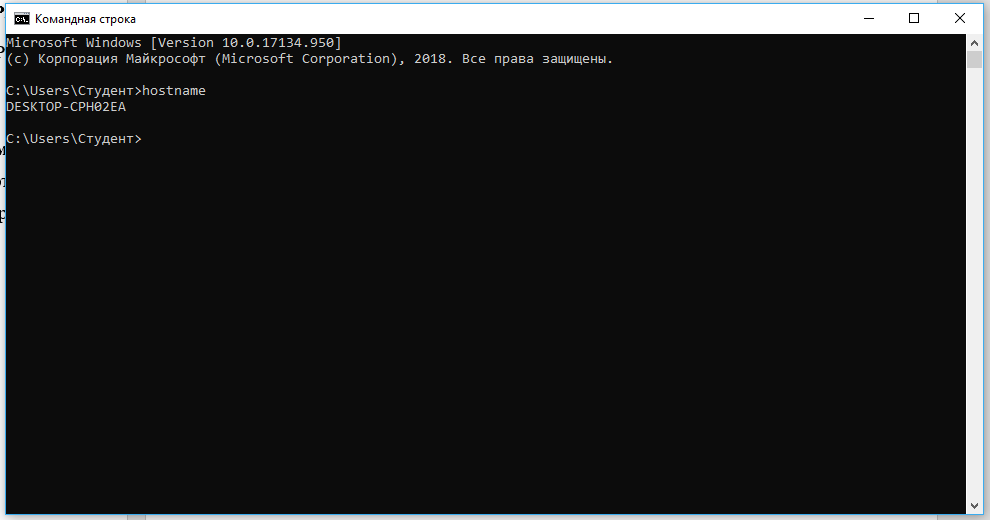 Командная строка
Microsoft Windows [Version 10.0.17134.950]
(c) Корпорация Майкрософт (Microsoft Corporation), 2018. Все права защищены.
C:\Users\Студент>hostname
DESKTOP-CPH02EA
C:\Users\Студент>